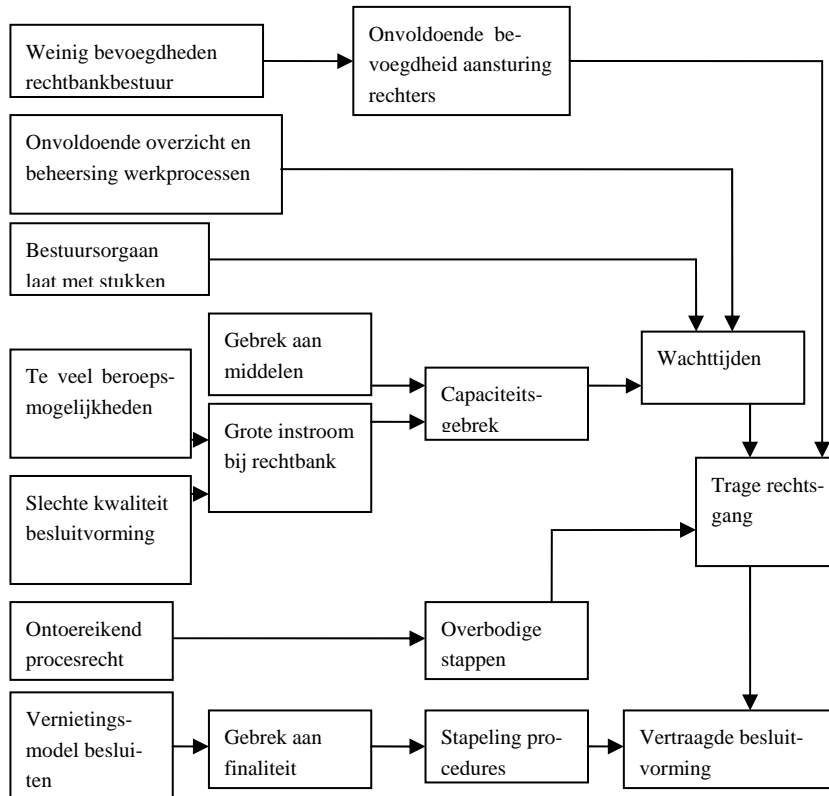 Weinig bevoegdheden
rechtbankbestuur
Onvoldoende be-
voegdheid aansturing
rechters
Onvoldoende overzicht en
beheersing werkprocessen
Bestuursorgaan
laat met stukken
Gebrek aan
middelen
Wachttijden
Te veel beroeps-
mogelijkheden
Capaciteits-
gebrek
Grote instroom
bij rechtbank
Slechte kwaliteit
besluitvorming
Trage rechts-
gang
Ontoereikend
procesrecht
Overbodige
stappen
Vernietings-
model beslui-
ten
Gebrek aan
finaliteit
Stapeling pro-
cedures
Vertraagde besluit-
vorming